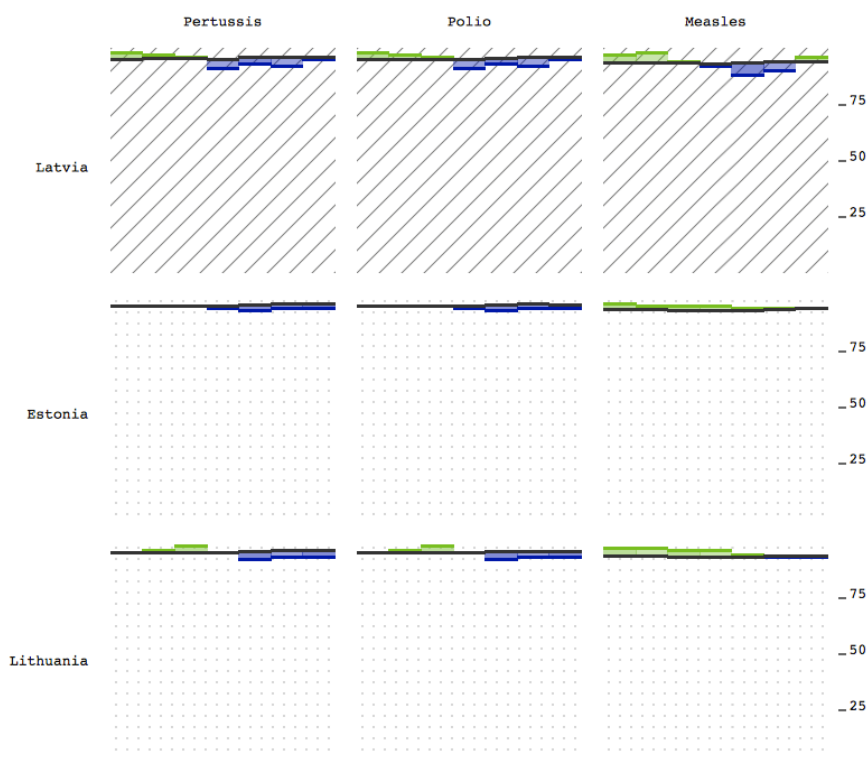 Pertussis Polio Measles
_ 75
_ 50
Latvia
_ 25
_ 75
_ 50
Estonia
_ 25
_ 75
_ 50
Lithuania
_ 25